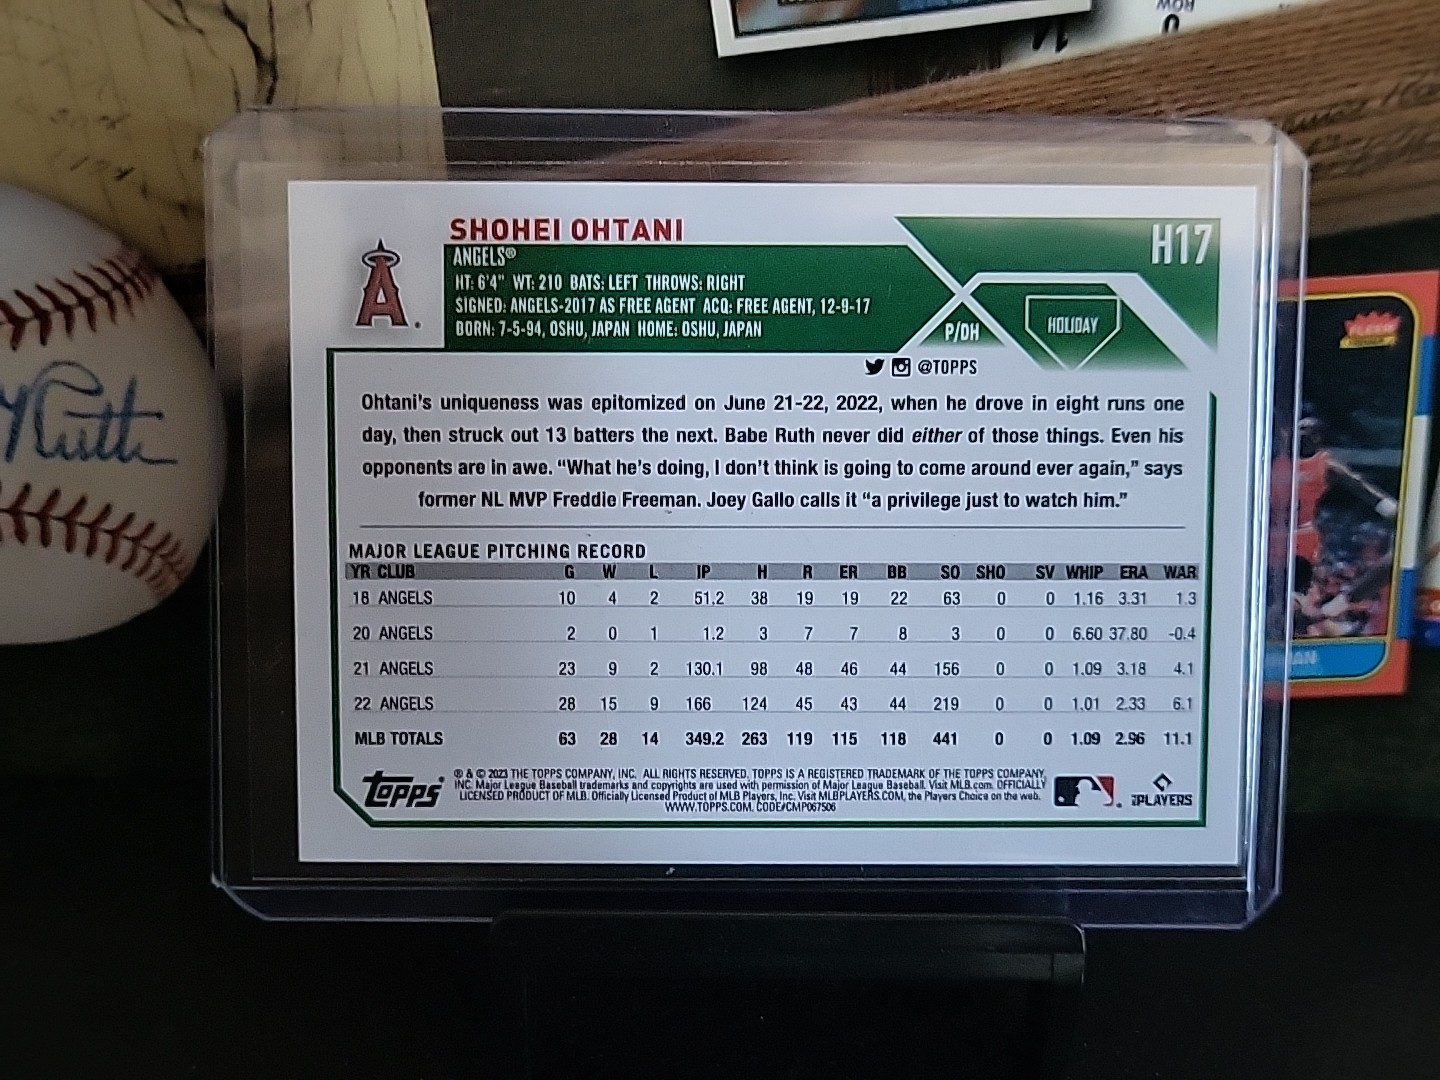 ROW
14
SHOHEI OHTANI
H17
ANGELS®
HT: 6'4" WT: 210 BATS: LEFT THROWS: RIGHT
SIGNED: ANGELS-2017 AS FREE AGENT ACQ: FREE AGENT, 12-9-17
BORN: 7-5-94, OSHU, JAPAN HOME: OSHU, JAPAN
P/DH
HOLIDAY
@TOPPS
Ohtani's uniqueness was epitomized on June 21-22, 2022, when he drove in eight runs one
day, then struck out 13 batters the next. Babe Ruth never did either of those things. Even his
opponents are in awe. “What he's doing, I don't think is going to come around ever again,” says
former NL MVP Freddie Freeman. Joey Gallo calls it “a privilege just to watch him.”
MAJOR LEAGUE PITCHING RECORD
YR CLUB G W L IP H R ER BB SO SHO SV WHIP ERA WAR
18 ANGELS 10 4 2 51.2 38 19 19 22 63 0 0 1.16 3.31 1.3
20 ANGELS 2 0 1 1.2 3 7 7 8 3 0 0 6.60 37.80 -0.4
21 ANGELS 23 9 2 130.1 98 48 46 44 156 0 0 1.09 3.18 4.1
22 ANGELS 28 15 9 166 124 45 43 44 219 0 0 1.01 2.33 6.1
MLB TOTALS 63 28 14 349.2 263 119 115 118 441 0 0 1.09 2.96 11.1
Topps
® & © 2023 THE TOPPS COMPANY, INC. ALL RIGHTS RESERVED. TOPPS IS A REGISTERED TRADEMARK OF THE TOPPS COMPANY,
INC. Major League Baseball trademarks and copyrights are used with permission of Major League Baseball. Visit MLB.com. OFFICIALLY
LICENSED PRODUCT OF MLB. Officially Licensed Product of MLB Players, Inc. Visit MLBPLAYERS.COM, the Players Choice on the web.
WWW.TOPPS.COM. CODE#CMP067506
PLAYERS
Ruth
FLEER